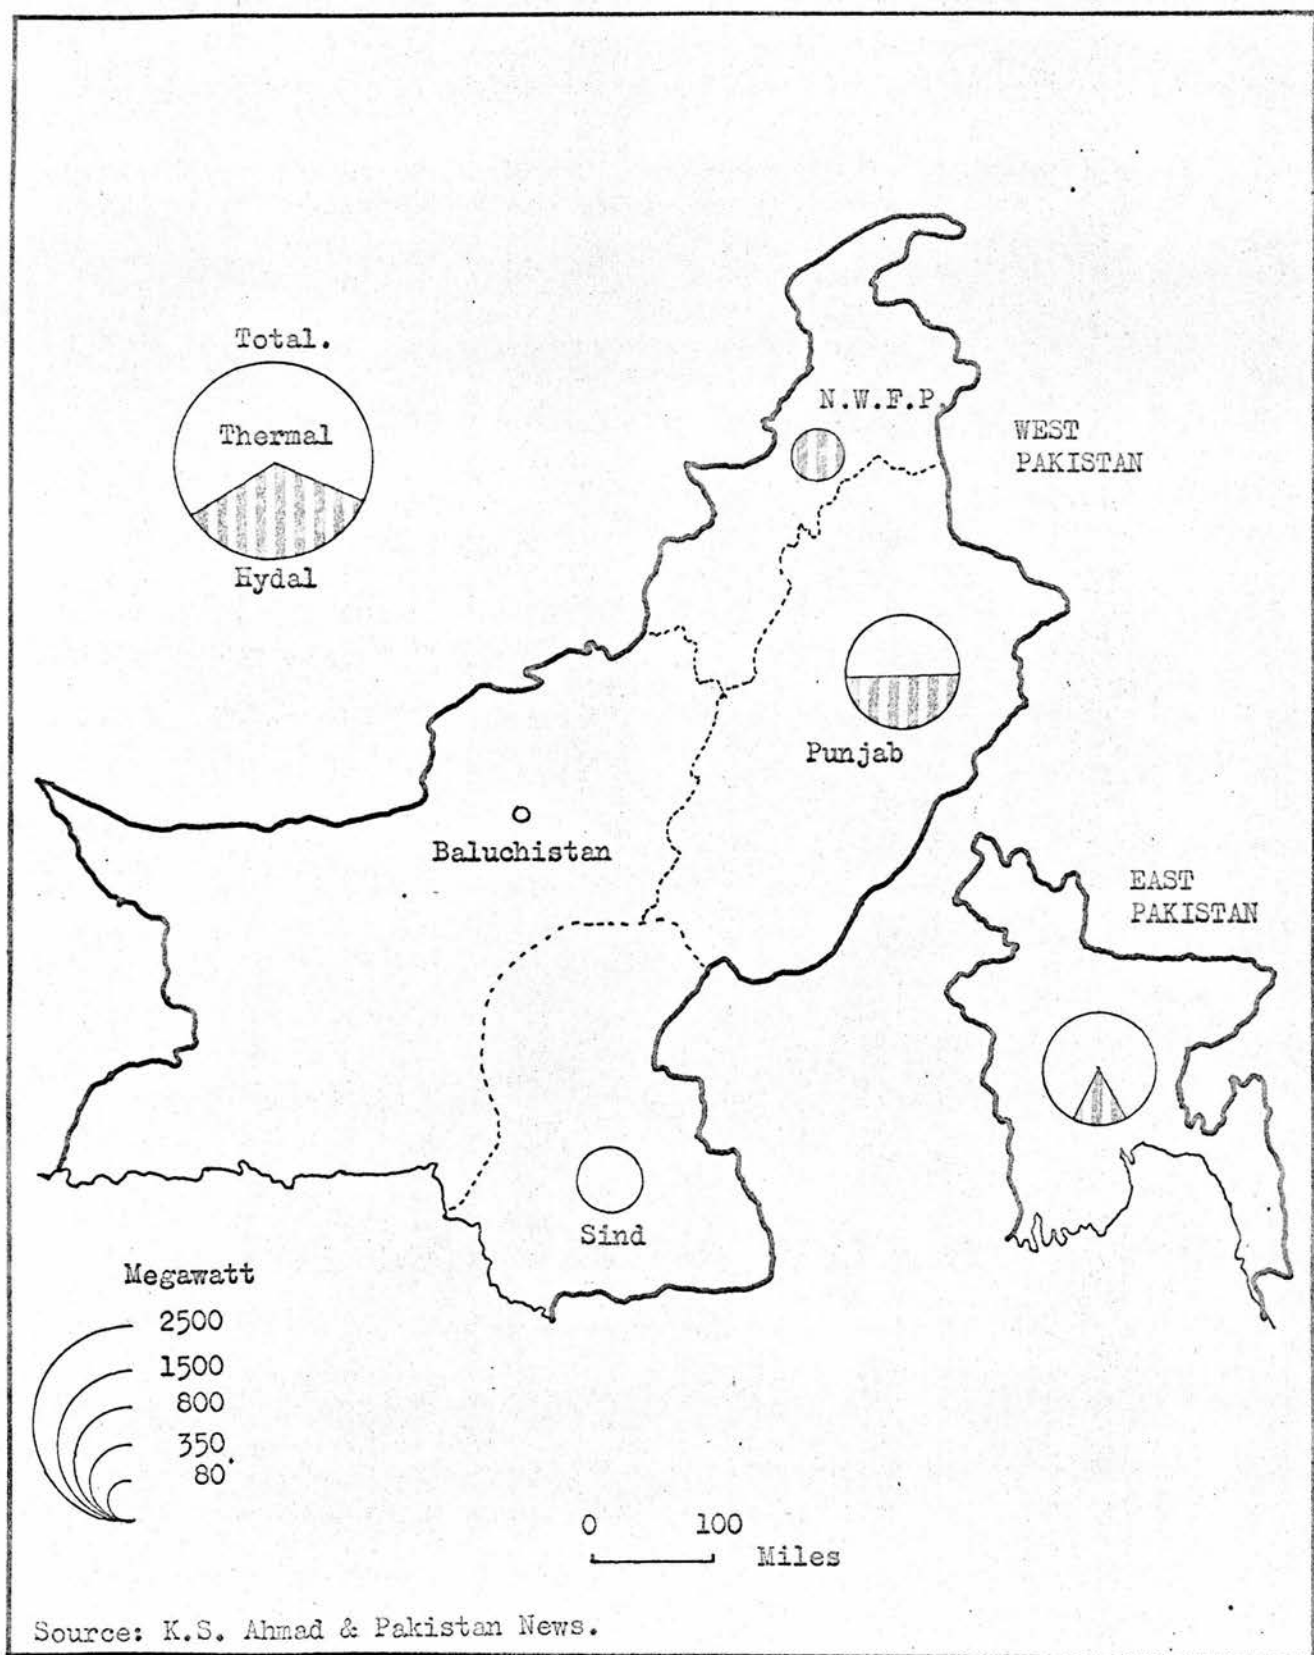 Total.
Thermal
Hydal
N.W.F.P.
WEST
PAKISTAN
Punjab
Baluchistan
EAST
PAKISTAN
Sind
Megawatt
2500
1500
800
350
80
0 100
Miles
Source: K.S. Ahmad & Pakistan News.